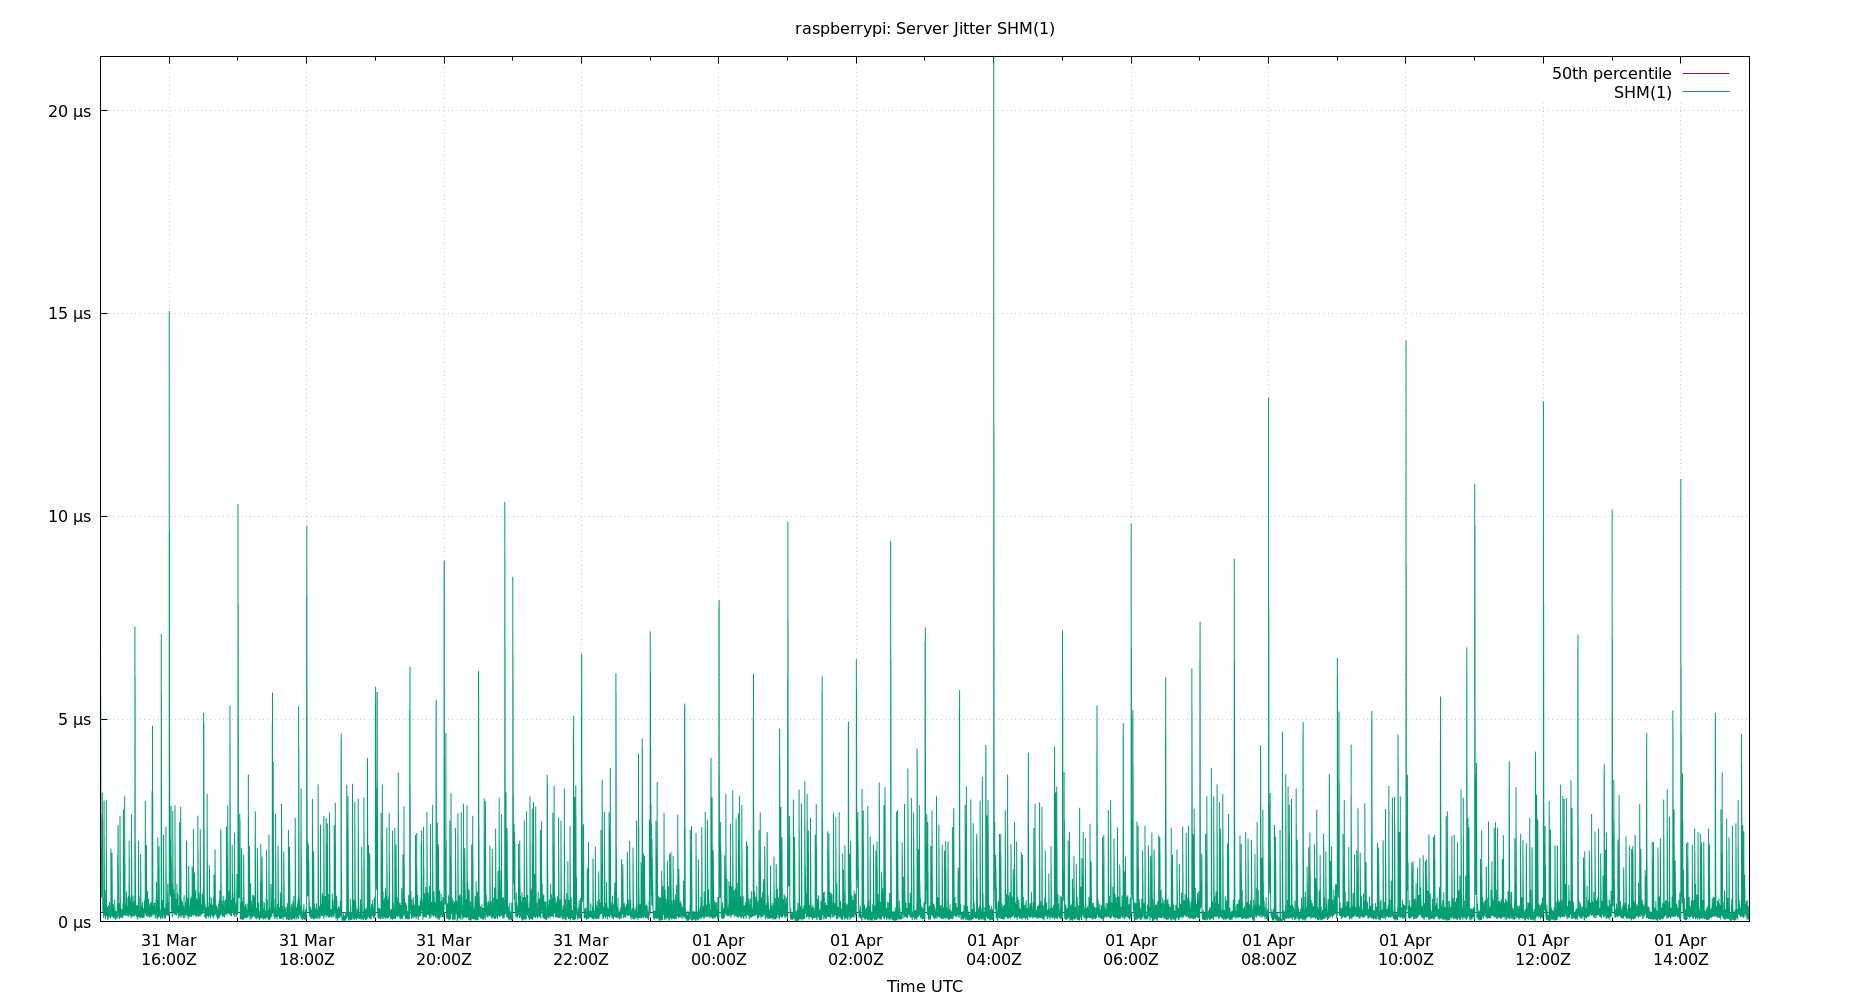 raspberrypi: Server Jitter SHM(1)
50th percentile
SHM(1)
20 µs
15 µs
10 µs
5 µs
0 µs
31 Mar 31 Mar 31 Mar 31 Mar 01 Apr 01 Apr 01 Apr 01 Apr 01 Apr 01 Apr 01 Apr 01 Apr
16:00Z 18:00Z 20:00Z 22:00Z 00:00Z 02:00Z 04:00Z 06:00Z 08:00Z 10:00Z 12:00Z 14:00Z
Time UTC